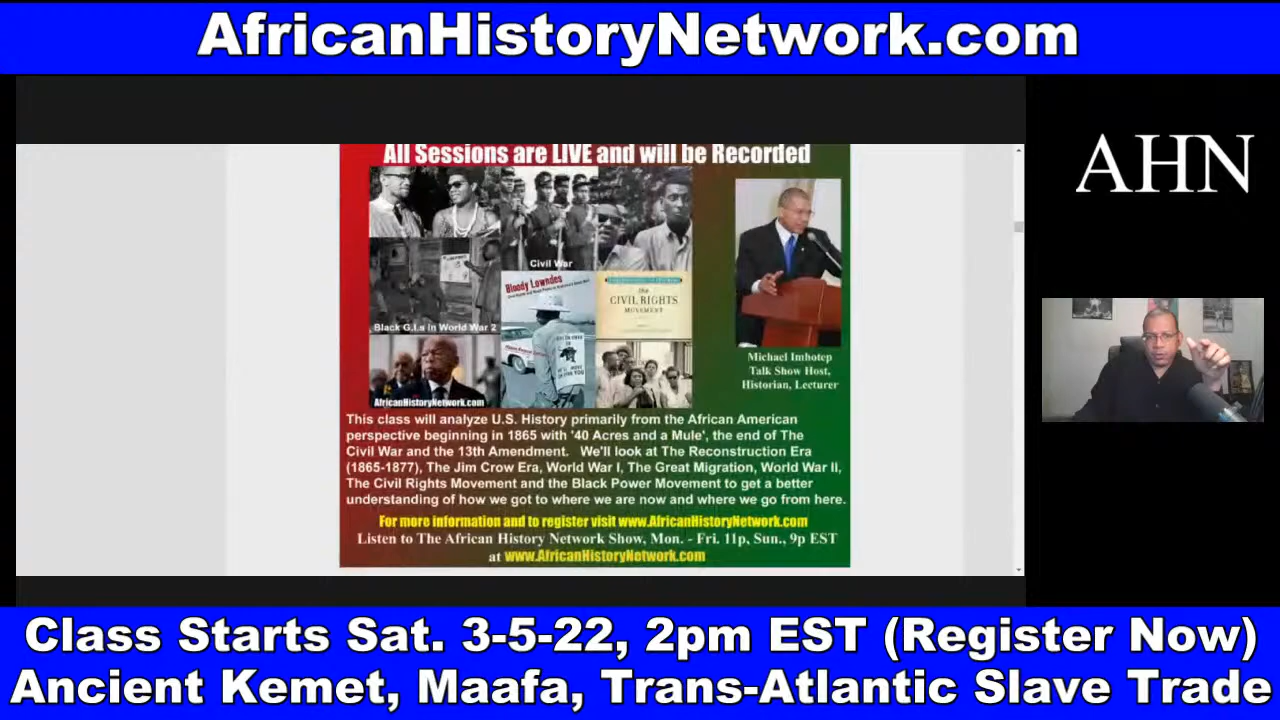 AfricanHistoryNetwork.com
AHN
All Sessions are LIVE and will be Recorded
Civil War
Bloody Lowndes
The
CIVIL RIGHTS
MOVEMENT
Black G.I.s In World War 2
AfricanHistoryNetwork.com
Michael Imhotep
Talk Show Host,
Historian, Lecturer
This class will analyze U.S. History primarily from the African American
perspective beginning in 1865 with '40 Acres and a Mule', the end of The
Civil War and the 13th Amendment. We'll look at The Reconstruction Era
(1865-1877), The Jim Crow Era, World War I, The Great Migration, World War II,
The Civil Rights Movement and the Black Power Movement to get a better
understanding of how we got to where we are now and where we go from here.
For more information and to register visit www.AfricanHistoryNetwork.com
Listen to The African History Network Show, Mon. - Fri. 11p, Sun., 9p EST
at www.AfricanHistoryNetwork.com
Class Starts Sat. 3-5-22, 2pm EST (Register Now)
Ancient Kemet, Maafa, Trans-Atlantic Slave Trade